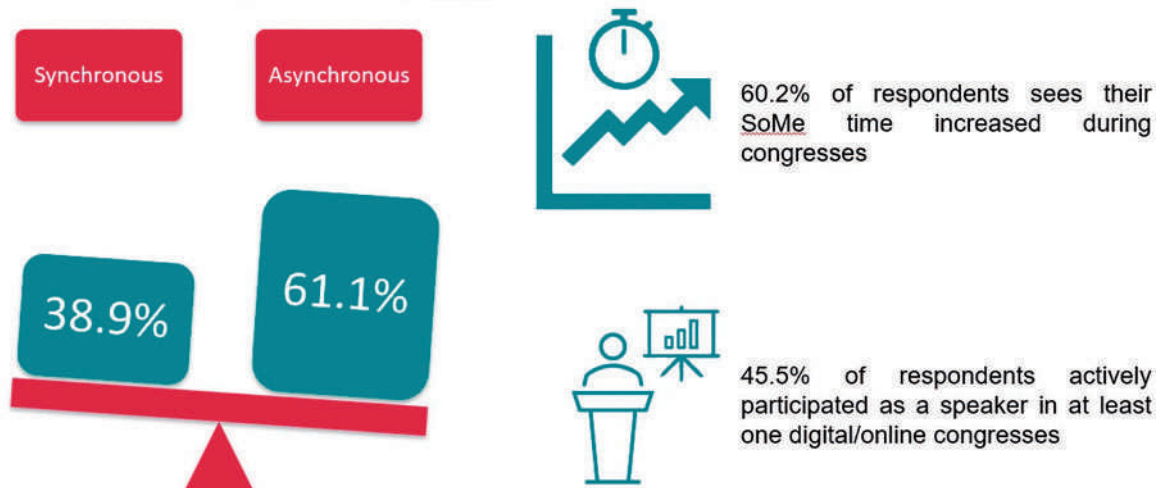 Synchronous
Asynchronous
38.9%
61.1%
60.2% of respondents sees their
SoMe time increased during
congresses
45.5% of respondents actively
participated as a speaker in at least
one digital/online congresses